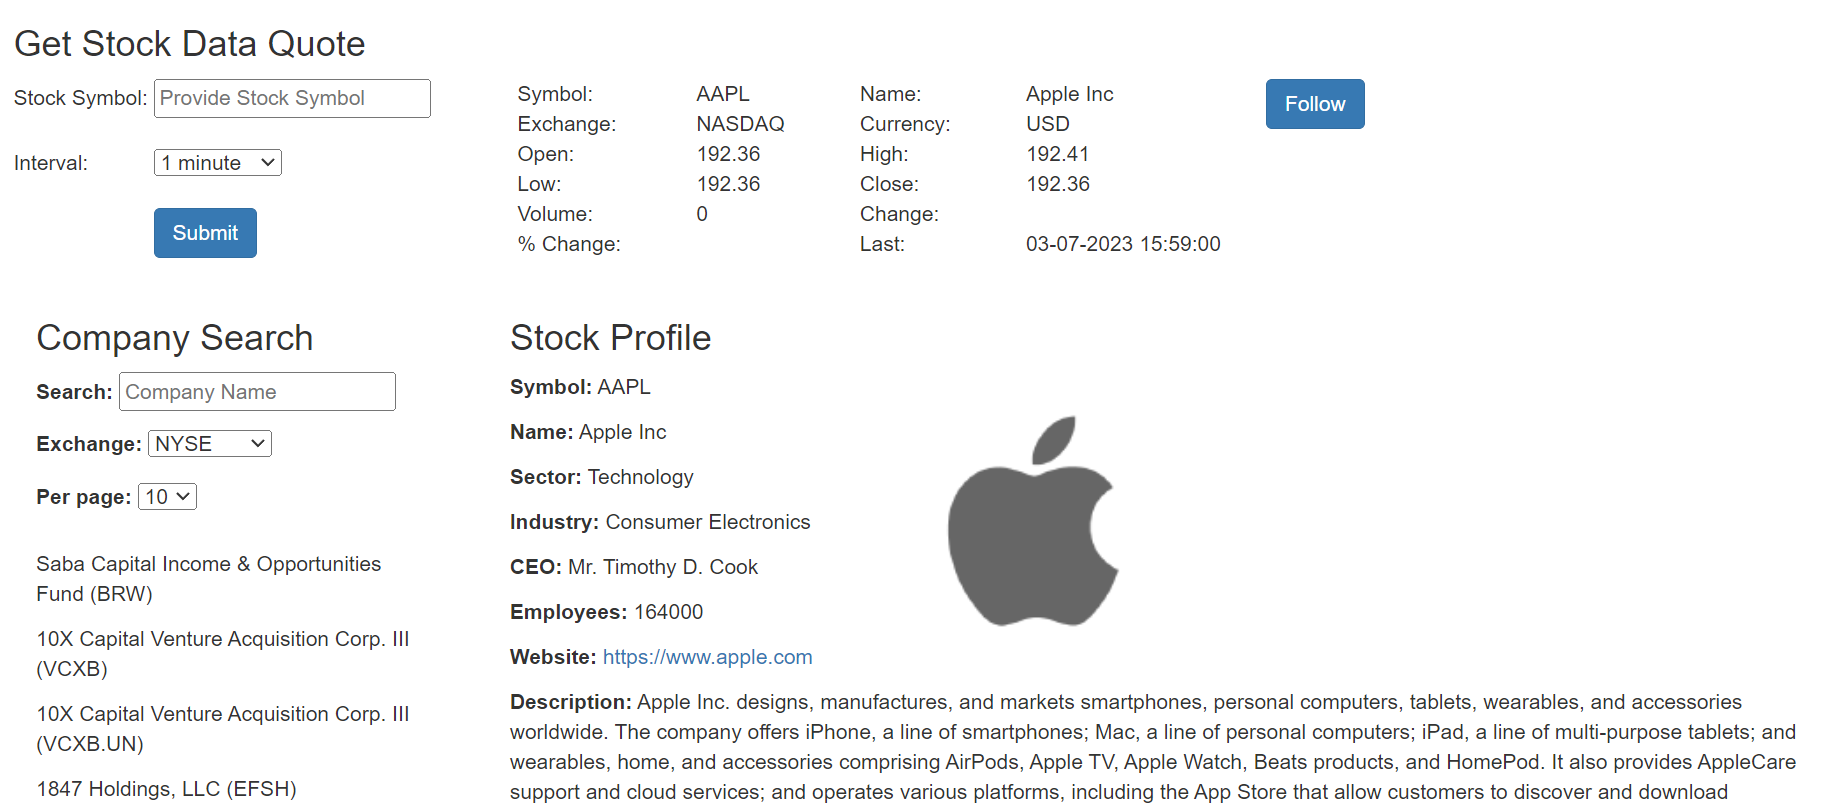 Get Stock Data Quote
Stock Symbol: Provide Stock Symbol
Interval: 1 minute
Submit
Symbol: AAPL Name: Apple Inc
Exchange: NASDAQ Currency: USD
Open: 192.36 High: 192.41
Low: 192.36 Close: 192.36
Volume: 0 Change:
% Change: Last: 03-07-2023 15:59:00
Follow
Company Search
Search: Company Name
Exchange: NYSE
Per page: 10
Saba Capital Income & Opportunities
Fund (BRW)
10X Capital Venture Acquisition Corp. III
(VCXB)
10X Capital Venture Acquisition Corp. III
(VCXB.UN)
1847 Holdings, LLC (EFSH)
Stock Profile
Symbol: AAPL
Name: Apple Inc
Sector: Technology
Industry: Consumer Electronics
CEO: Mr. Timothy D. Cook
Employees: 164000
Website: https://www.apple.com
Description: Apple Inc. designs, manufactures, and markets smartphones, personal computers, tablets, wearables, and accessories
worldwide. The company offers iPhone, a line of smartphones; Mac, a line of personal computers; iPad, a line of multi-purpose tablets; and
wearables, home, and accessories comprising AirPods, Apple TV, Apple Watch, Beats products, and HomePod. It also provides AppleCare
support and cloud services; and operates various platforms, including the App Store that allow customers to discover and download